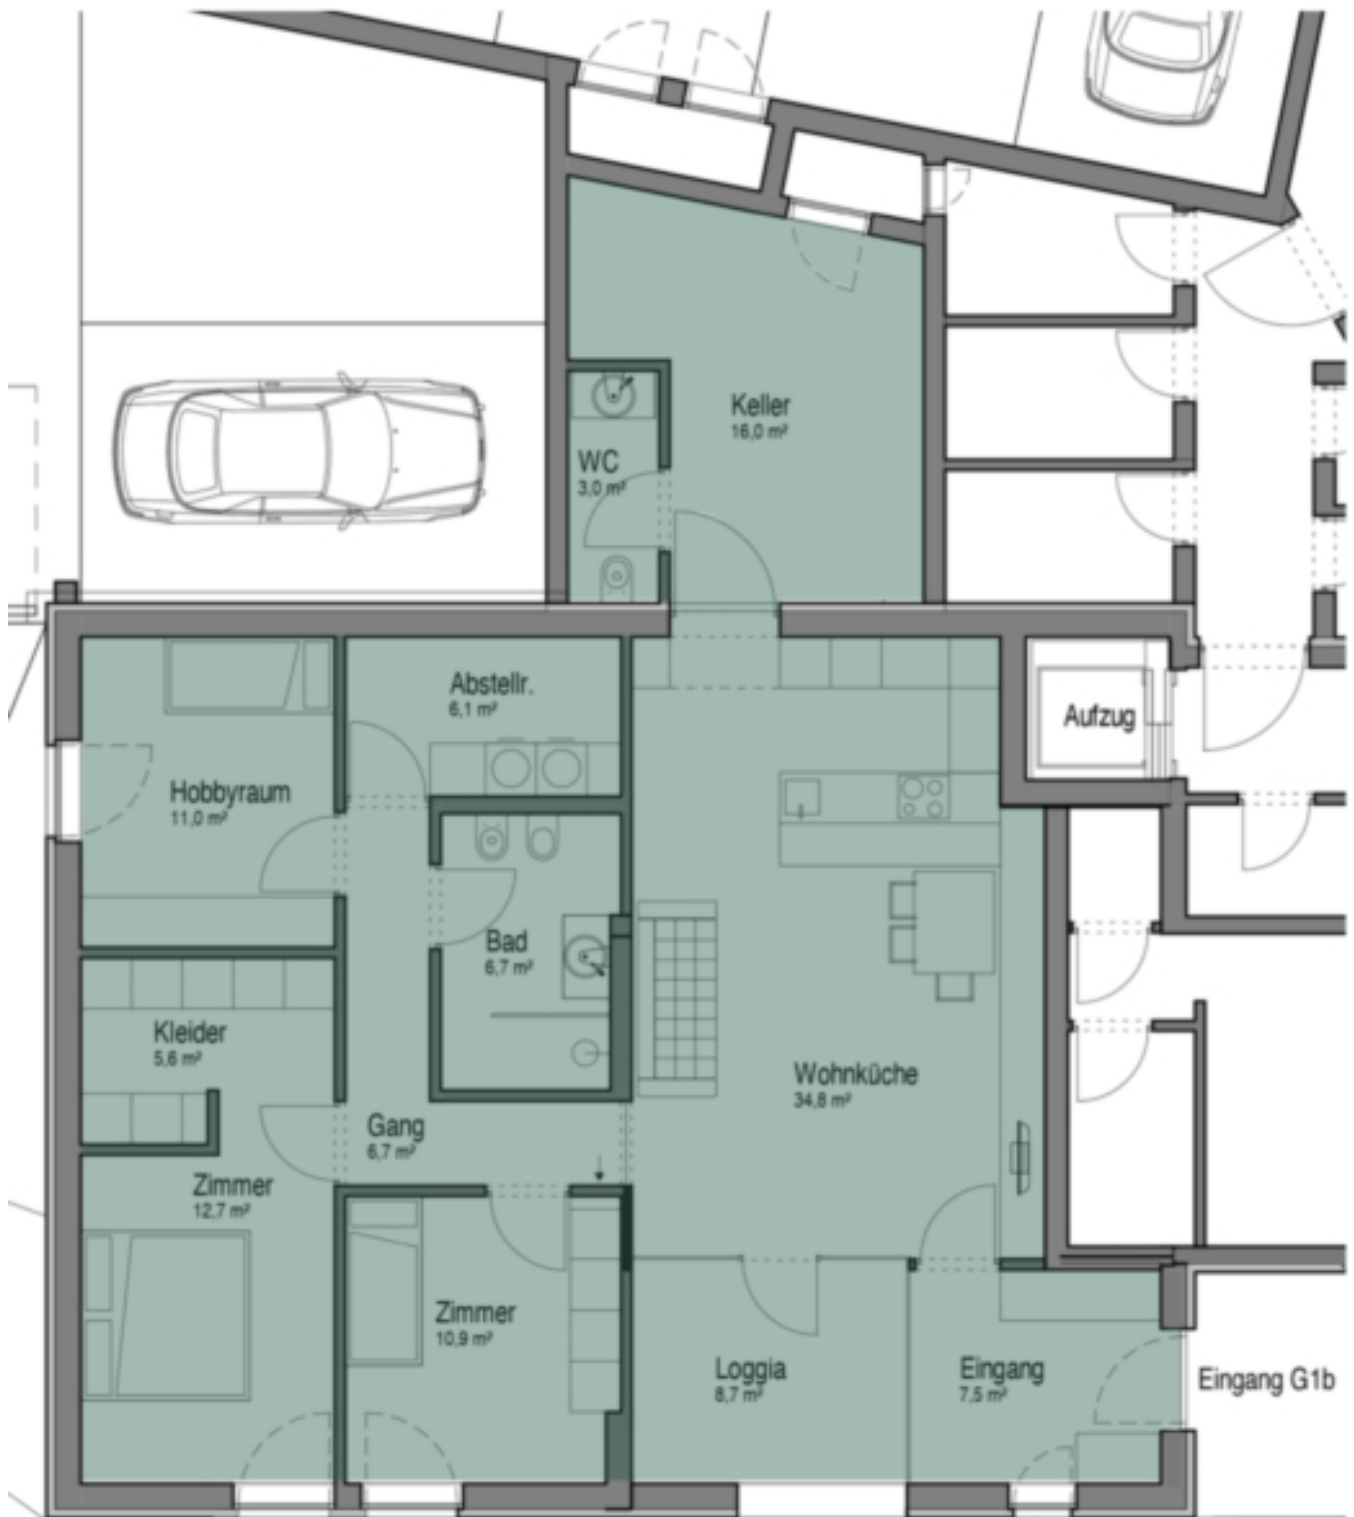 Keller
16,0 m²
WC
3,0 m²
Abstellr.
6,1 m²
Aufzug
Hobbyraum
11,0 m²
Bad
6,7 m²
Kleider
5,6 m²
Wohnküche
34,8 m²
Gang
6,7 m²
Zimmer
12,7 m²
Zimmer
10,9 m²
Loggia
8,7 m²
Eingang
7,5 m²
Eingang G1b